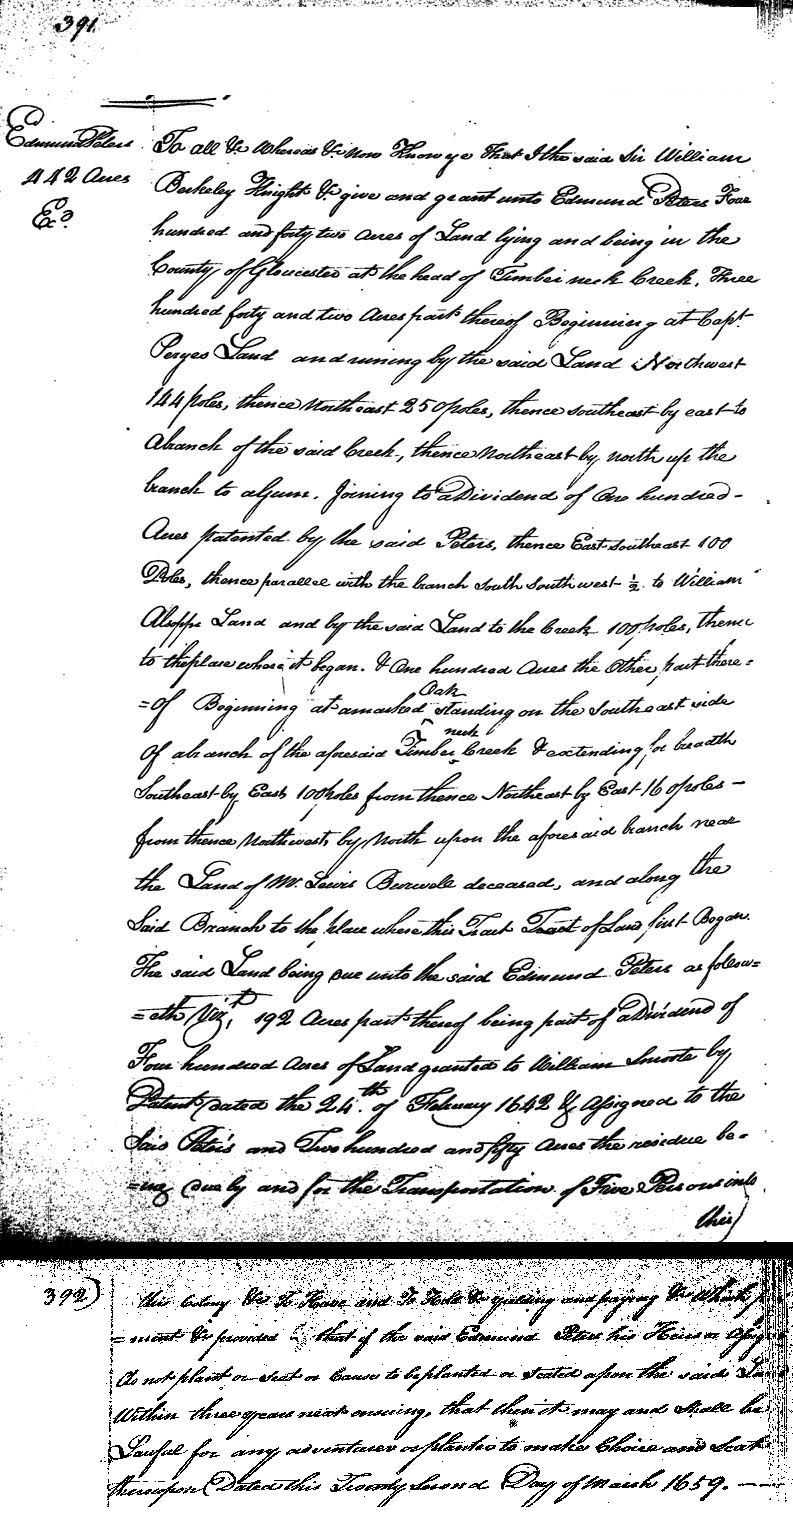 391
Edmund Peters
442 Acres
Exd.
To all &c Whereas &c now Know ye that I the said Sir William
Berkeley Knight &c give and grant unto Edmund Peters Four
hundred and forty two Acres of Land lying and being in the
County of Gloucester at the head of Timber neck Creek, Three
hundred forty and two Acres part thereof Beginning at Capt.
Peryes Land and runing by the said Land Northwest
144 poles, thence Northeast 250 poles, thence southeast by east to
a branch of the said Creek, thence Northeast by north up the
branch to a Gum. Joining to a Dividend of One hundred-
Acres patented by the said Peters, thence East southeast 100
Poles, thence parallel with the branch South Southwest ½ to William
Alsopps Land and by the said Land to the Creek 100 poles, thence
to the place where it began. & One hundred Acres the Other part there=
=of Beginning at a marked Oak standing on the Southeast side
Of a branch of the aforesaid Timber neck Creek & extending for breadth
Southeast by East 100 poles from thence Northeast by East 160 poles -
from thence Northwest by North upon the aforesaid branch near
the Land of Mr. Lewis Burwell deceased, and along the
Said Branch to the place where this Tract Tract of Land first Began.
The said Land being due unto the said Edmund Peters as follow=
=eth Vizt, 192 Acres part thereof being part of a Dividend of
Four hundred Acres of Land granted to William Smoote by
Patent dated the 24th. of February 1642 & Assigned to the
Said Peters and Two hundred and fifty Acres the residue be=
=ing due by and for the Transportation of Five Persons into
this)
392)
this Colony &c To Have and To Hold &c yielding and paying &c Which
=ment &c provided that if the said Edmund Peters his Heirs or
do not plant or seat or Cause to be planted or seated upon the said
Within three years next ensuing, that then it may and shall be
Lawful for any adventurer or planter to make Choice and Seat
thereupon Dated this Twenty Second Day of March 1659. -